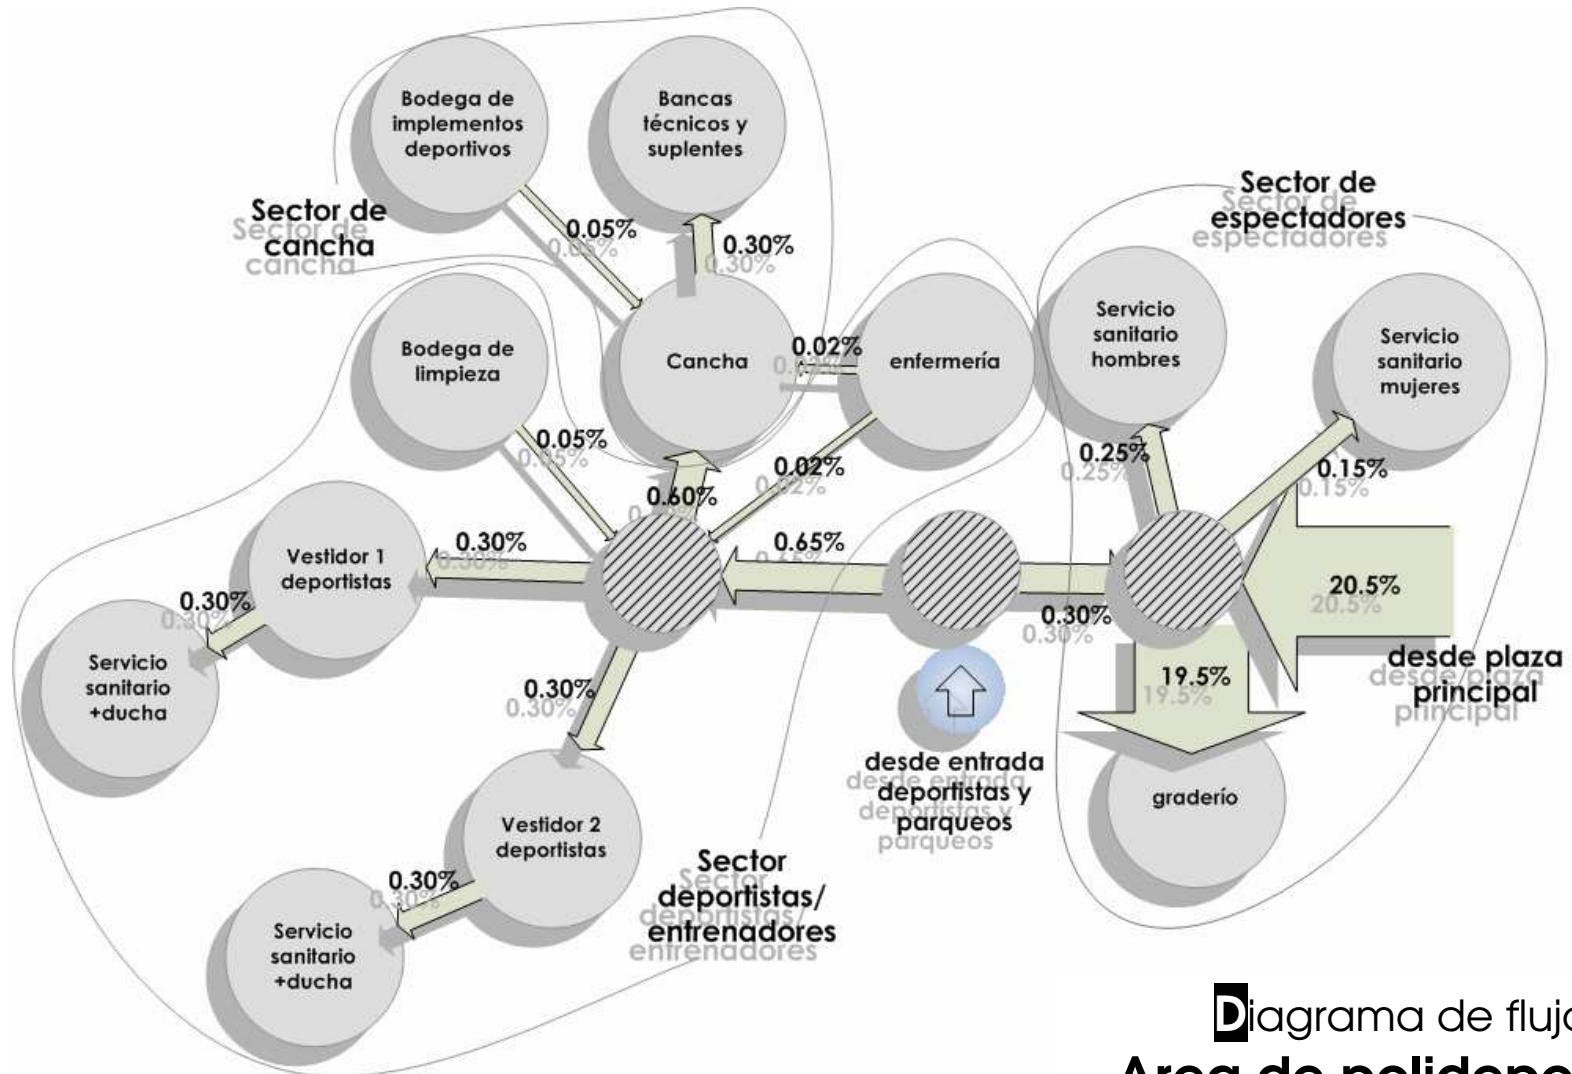 Bodega de
implementos
deportivos
Bancas
técnicos y
suplentes
Sector de
cancha
0.05%
0.30%
Sector de
espectadores
Bodega de
limpieza
Cancha
0.02%
enfermería
Servicio
sanitario
hombres
Servicio
sanitario
mujeres
0.05%
0.60%
0.02%
0.25%
0.15%
Vestidor 1
deportistas
0.30%
0.65%
0.30%
20.5%
0.30%
Servicio
sanitario
+ducha
0.30%
19.5%
desde plaza
principal
desde entrada
deportistas y
parqueos
graderío
Vestidor 2
deportistas
0.30%
Sector
deportistas/
entrenadores
Servicio
sanitario
+ducha
Diagrama de flujo
Area de